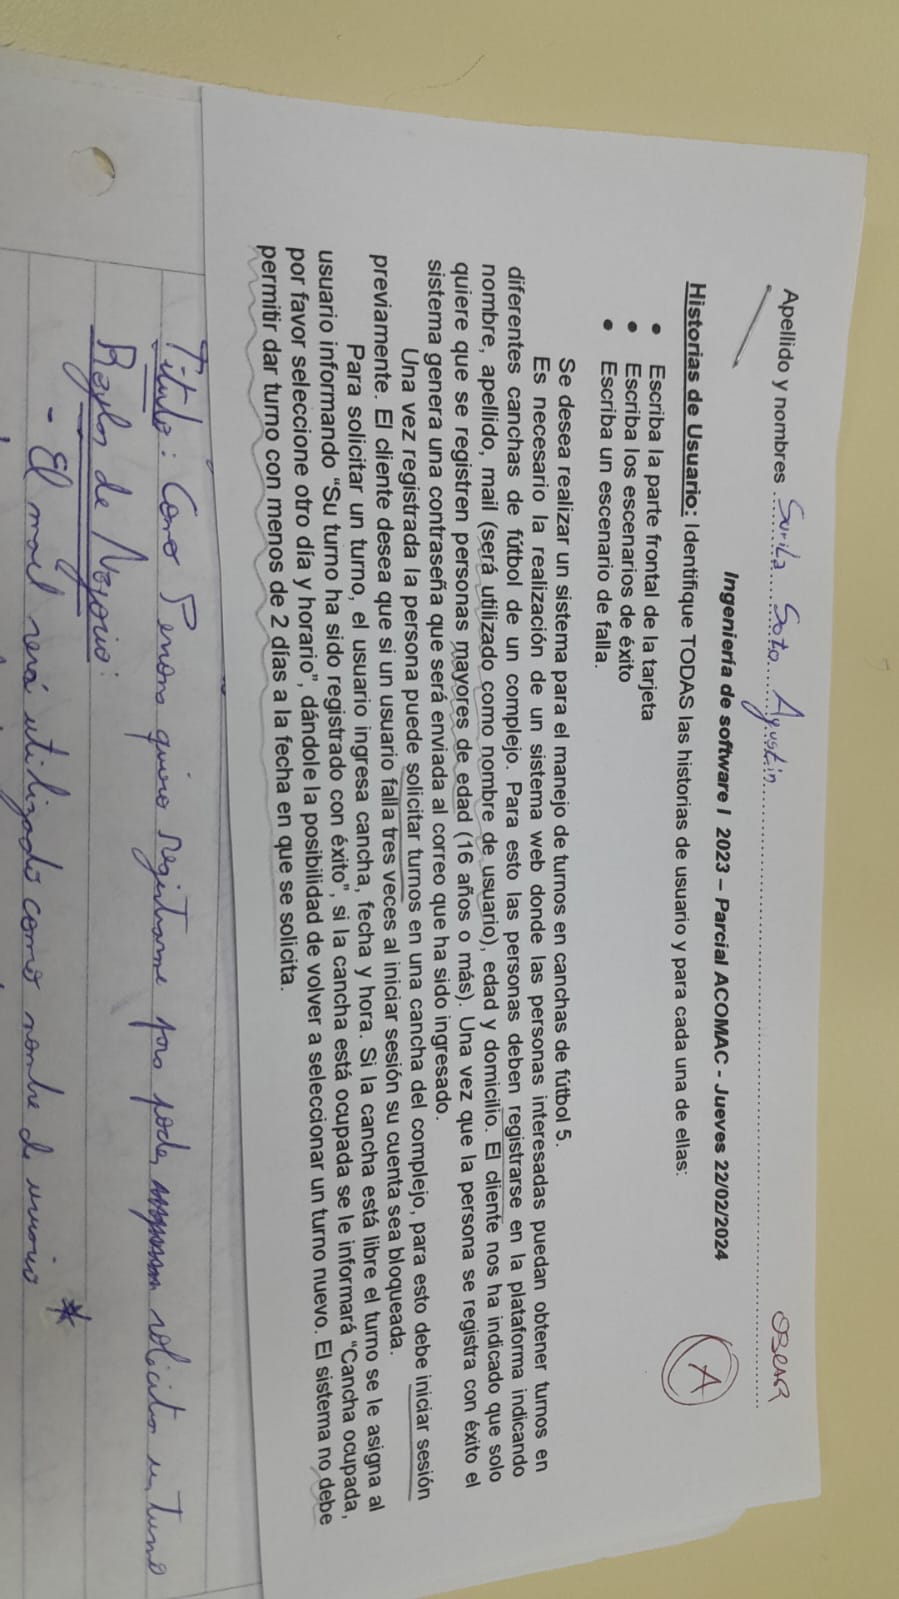 Apellido y nombres Surila Soto Agustin
OSCAR
Ingeniería de software I 2023 – Parcial ACOMAC - Jueves 22/02/2024
A
Historias de Usuario: Identifique TODAS las historias de usuario y para cada una de ellas:
• Escriba la parte frontal de la tarjeta
• Escriba los escenarios de éxito
• Escriba un escenario de falla.
Se desea realizar un sistema para el manejo de turnos en canchas de fútbol 5.
Es necesario la realización de un sistema web donde las personas interesadas puedan obtener turnos en
diferentes canchas de fútbol de un complejo. Para esto las personas deben registrarse en la plataforma indicando
nombre, apellido, mail (será utilizado como nombre de usuario), edad y domicilio. El cliente nos ha indicado que solo
quiere que se registren personas mayores de edad (16 años o más). Una vez que la persona se registra con éxito el
sistema genera una contraseña que será enviada al correo que ha sido ingresado.
Una vez registrada la persona puede solicitar turnos en una cancha del complejo, para esto debe iniciar sesión
previamente. El cliente desea que si un usuario falla tres veces al iniciar sesión su cuenta sea bloqueada.
Para solicitar un turno, el usuario ingresa cancha, fecha y hora. Si la cancha está libre el turno se le asigna al
usuario informando “Su turno ha sido registrado con éxito”, si la cancha está ocupada se le informará “Cancha ocupada,
por favor seleccione otro día y horario”, dándole la posibilidad de volver a seleccionar un turno nuevo. El sistema no debe
permitir dar turno con menos de 2 días a la fecha en que se solicita.
Título: Como Persona quiero registrarme para poder solicitar un turno
Reglas de Negocio:
- El mail será utilizado como nombre de usuario *